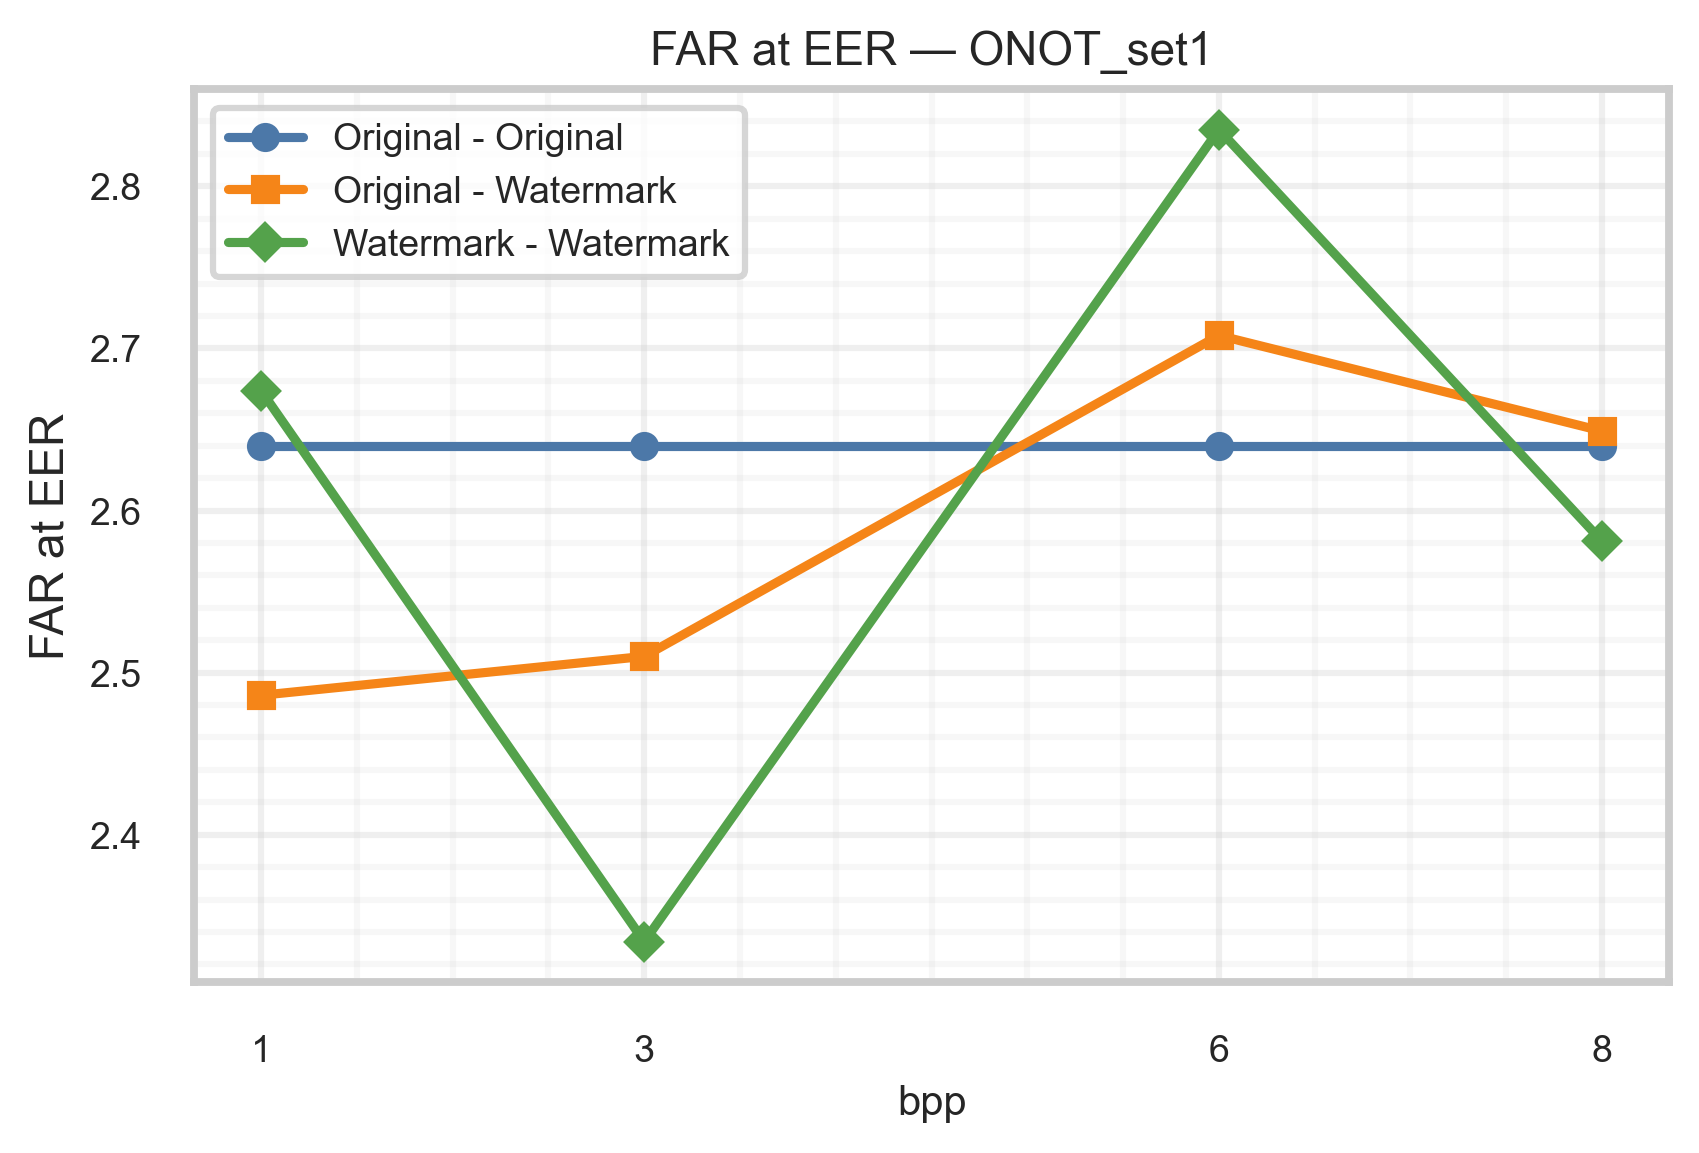 FAR at EER — ONOT_set1
Original - Original
Original - Watermark
Watermark - Watermark
FAR at EER
2.8
2.7
2.6
2.5
2.4
1 3 6 8
bpp